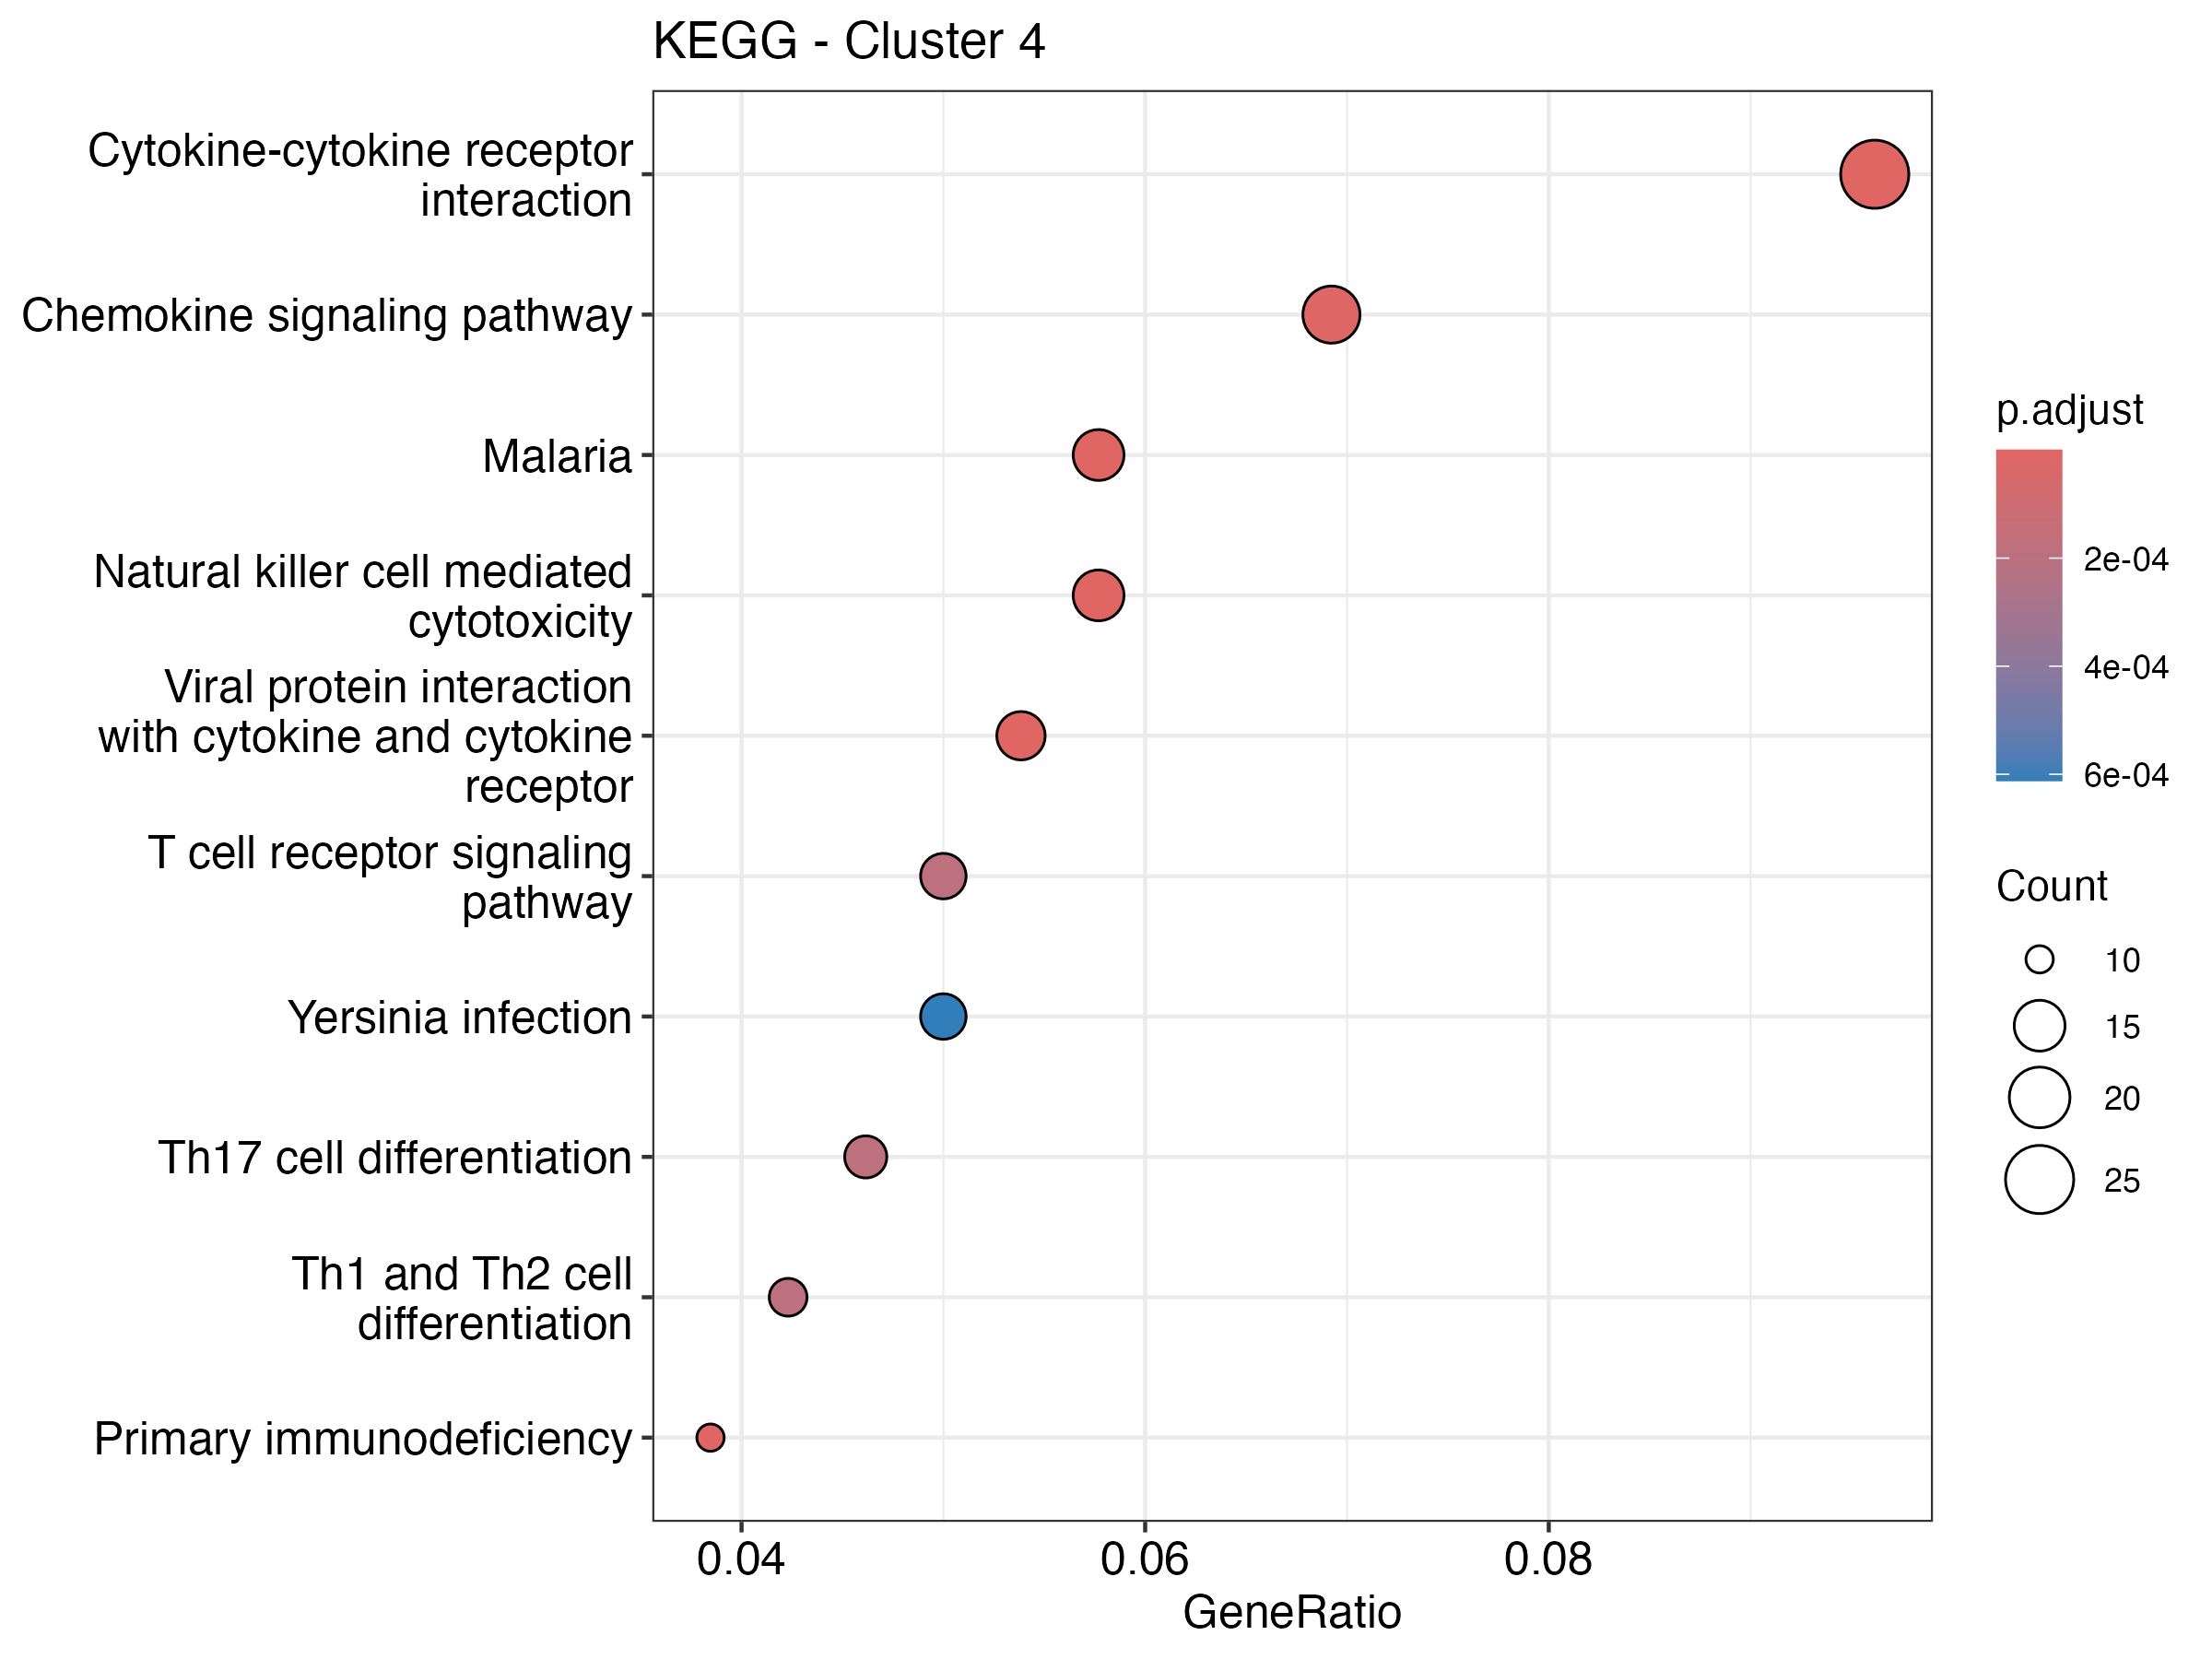 KEGG - Cluster 4
Cytokine-cytokine receptor
interaction
Chemokine signaling pathway
Malaria
Natural killer cell mediated
cytotoxicity
Viral protein interaction
with cytokine and cytokine
receptor
T cell receptor signaling
pathway
Yersinia infection
Th17 cell differentiation
Th1 and Th2 cell
differentiation
Primary immunodeficiency
0.04 0.06 0.08
GeneRatio
p.adjust
2e-04
4e-04
6e-04
Count
10
15
20
25